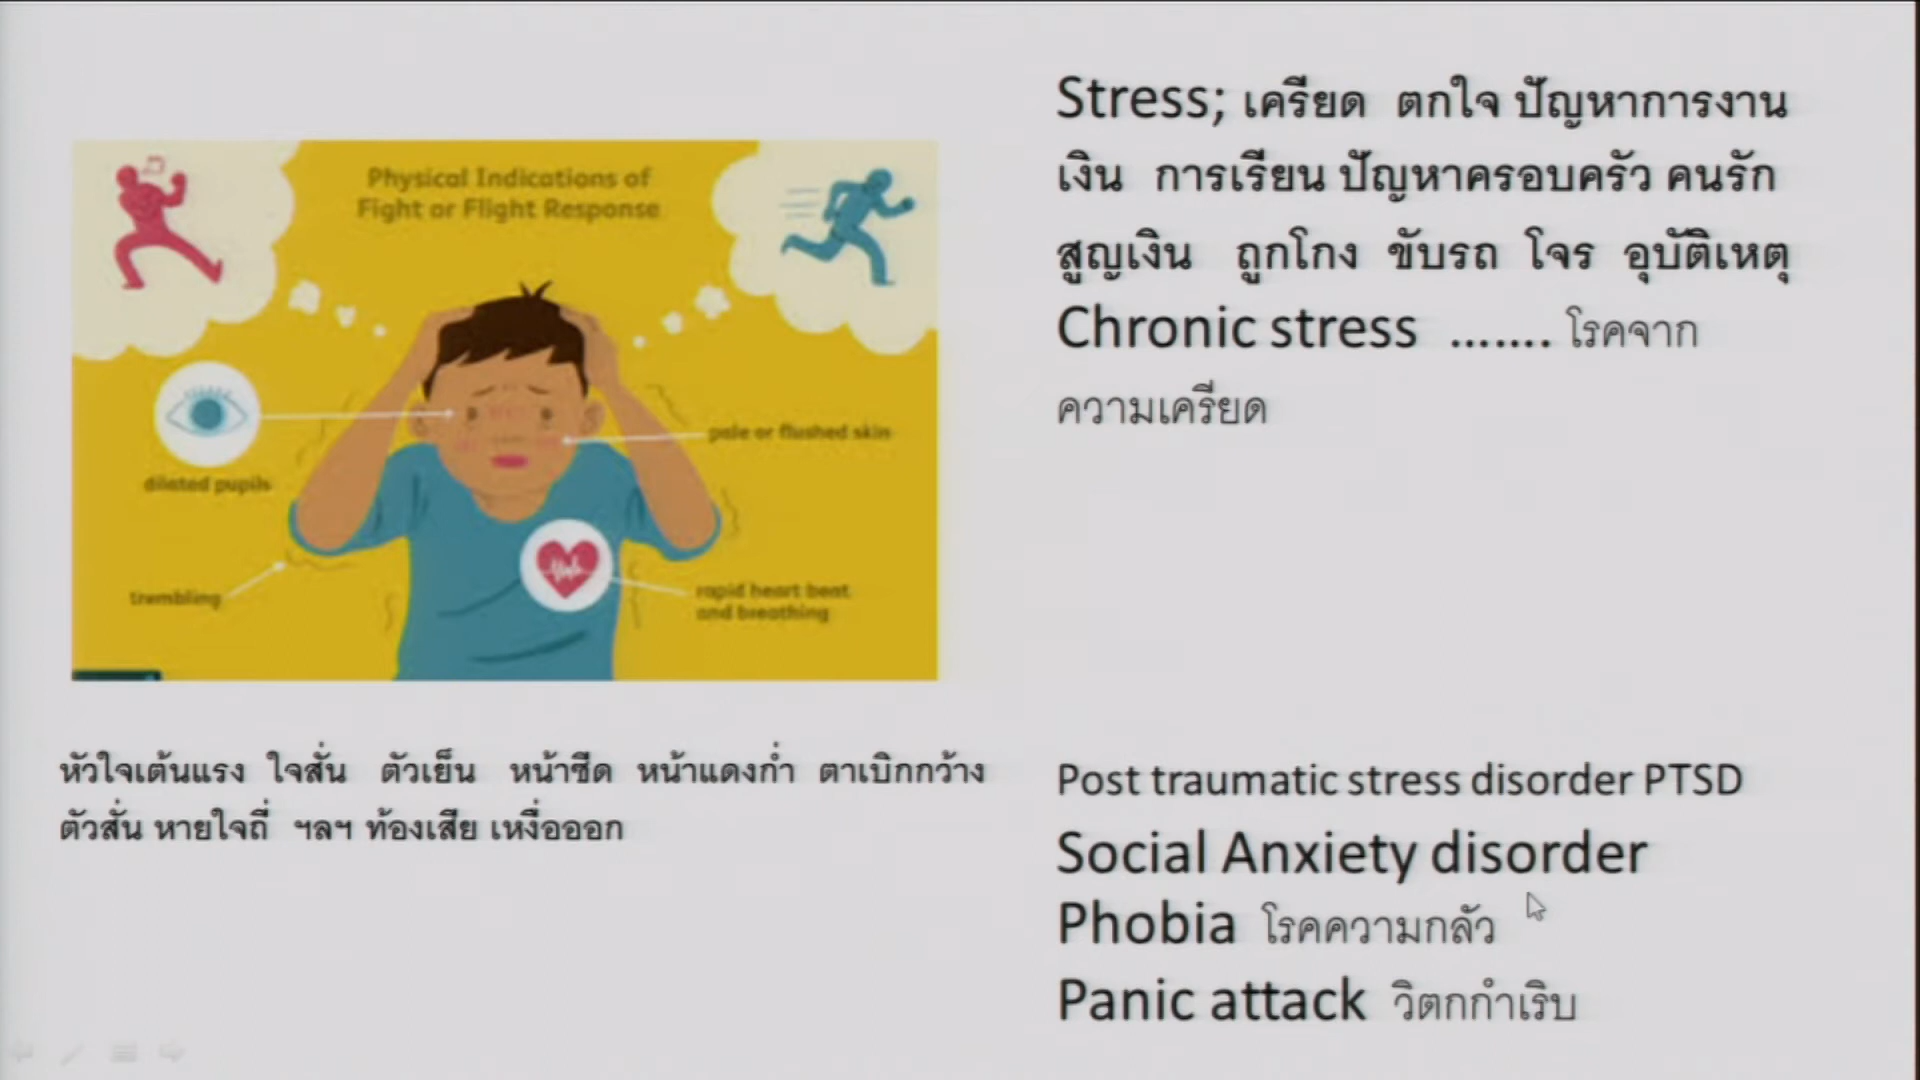 Physical Indications of
Fight or Flight Response
dilated pupils
pale or flushed skin
trembling
rapid heart beat
and breathing
หัวใจเต้นแรง ใจสั่น ตัวเย็น หน้าซีด หน้าแดงก่ำ ตาเบิกกว้าง
ตัวสั่น หายใจถี่ ฯลฯ ท้องเสีย เหงื่อออก
Stress; เครียด ตกใจ ปัญหาการงาน
เงิน การเรียน ปัญหาครอบครัว คนรัก
สูญเงิน ถูกโกง ขับรถ โจร อุบัติเหตุ
Chronic stress ....... โรคจาก
ความเครียด
Post traumatic stress disorder PTSD
Social Anxiety disorder
Phobia โรคความกลัว
Panic attack วิตกกำเริบ